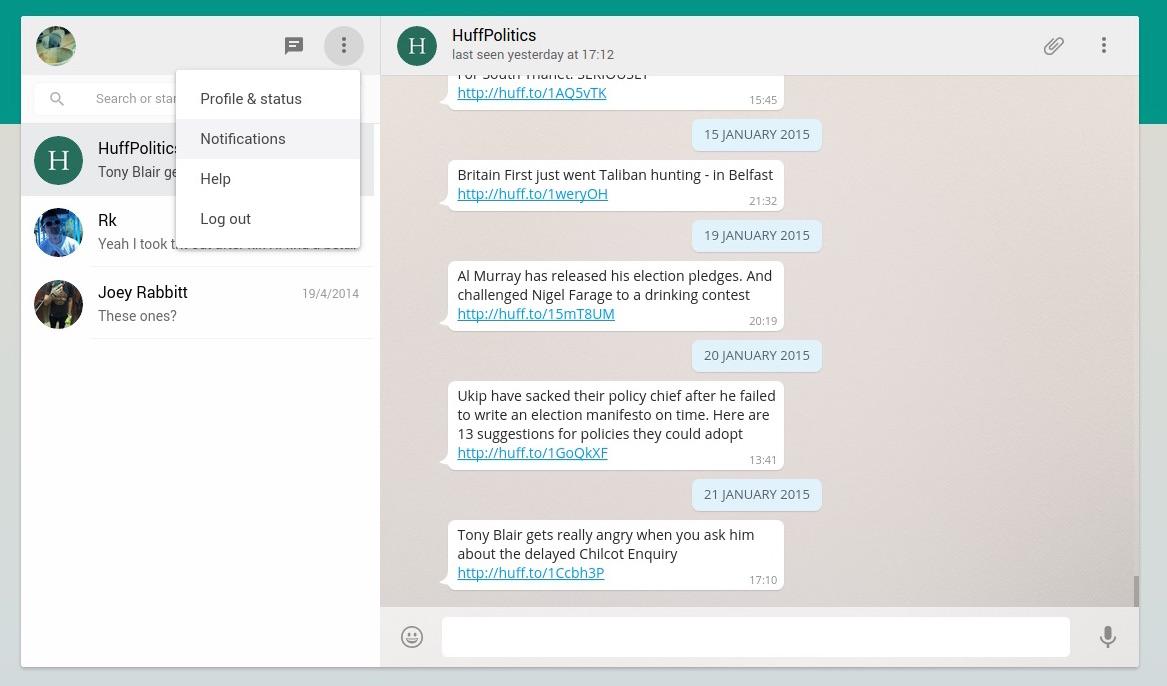 HuffPolitics
last seen yesterday at 17:12
Search or star
Profile & status
Notifications
Help
Log out
H
HuffPolitics
Tony Blair ge
Rk
Yeah I took
Joey Rabbitt
19/4/2014
These ones?
H
http://huff.to/1AQ5vTK
15:45
15 JANUARY 2015
Britain First just went Taliban hunting - in Belfast
http://huff.to/1weryOH
21:32
19 JANUARY 2015
Al Murray has released his election pledges. And
challenged Nigel Farage to a drinking contest
http://huff.to/15mT8UM
20:19
20 JANUARY 2015
Ukip have sacked their policy chief after he failed
to write an election manifesto on time. Here are
13 suggestions for policies they could adopt
http://huff.to/1GoQkXF
13:41
21 JANUARY 2015
Tony Blair gets really angry when you ask him
about the delayed Chilcot Enquiry
http://huff.to/1Ccbh3P
17:10